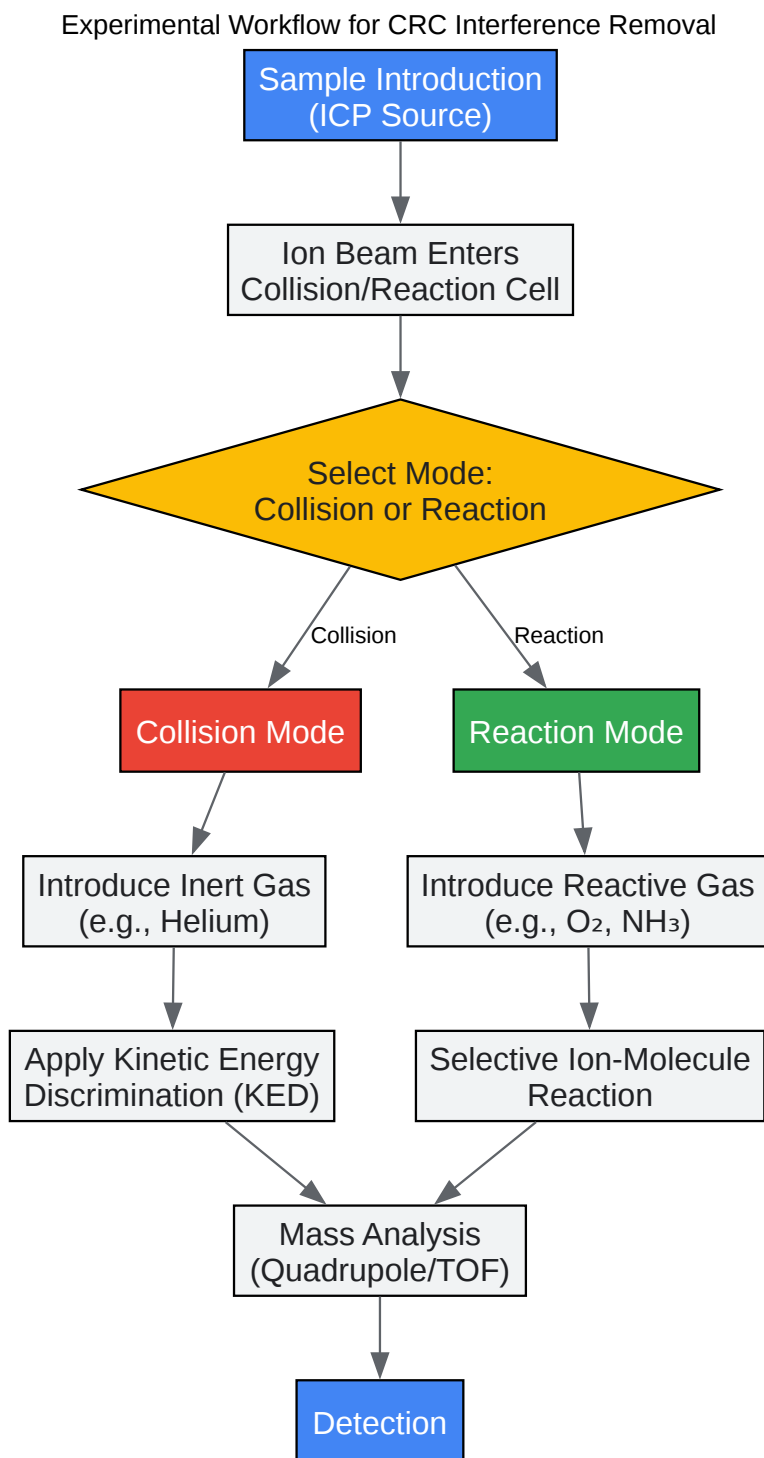 Experimental Workflow for CRC Interference Removal
Sample Introduction
(ICP Source)
Ion Beam Enters
Collision/Reaction Cell
Select Mode:
Collision or Reaction
Collision
Reaction
Collision Mode
Reaction Mode
Introduce Inert Gas
(e.g., Helium)
Introduce Reactive Gas
(e.g., O₂, NH₃)
Apply Kinetic Energy
Discrimination (KED)
Selective Ion-Molecule
Reaction
Mass Analysis
(Quadrupole/TOF)
Detection